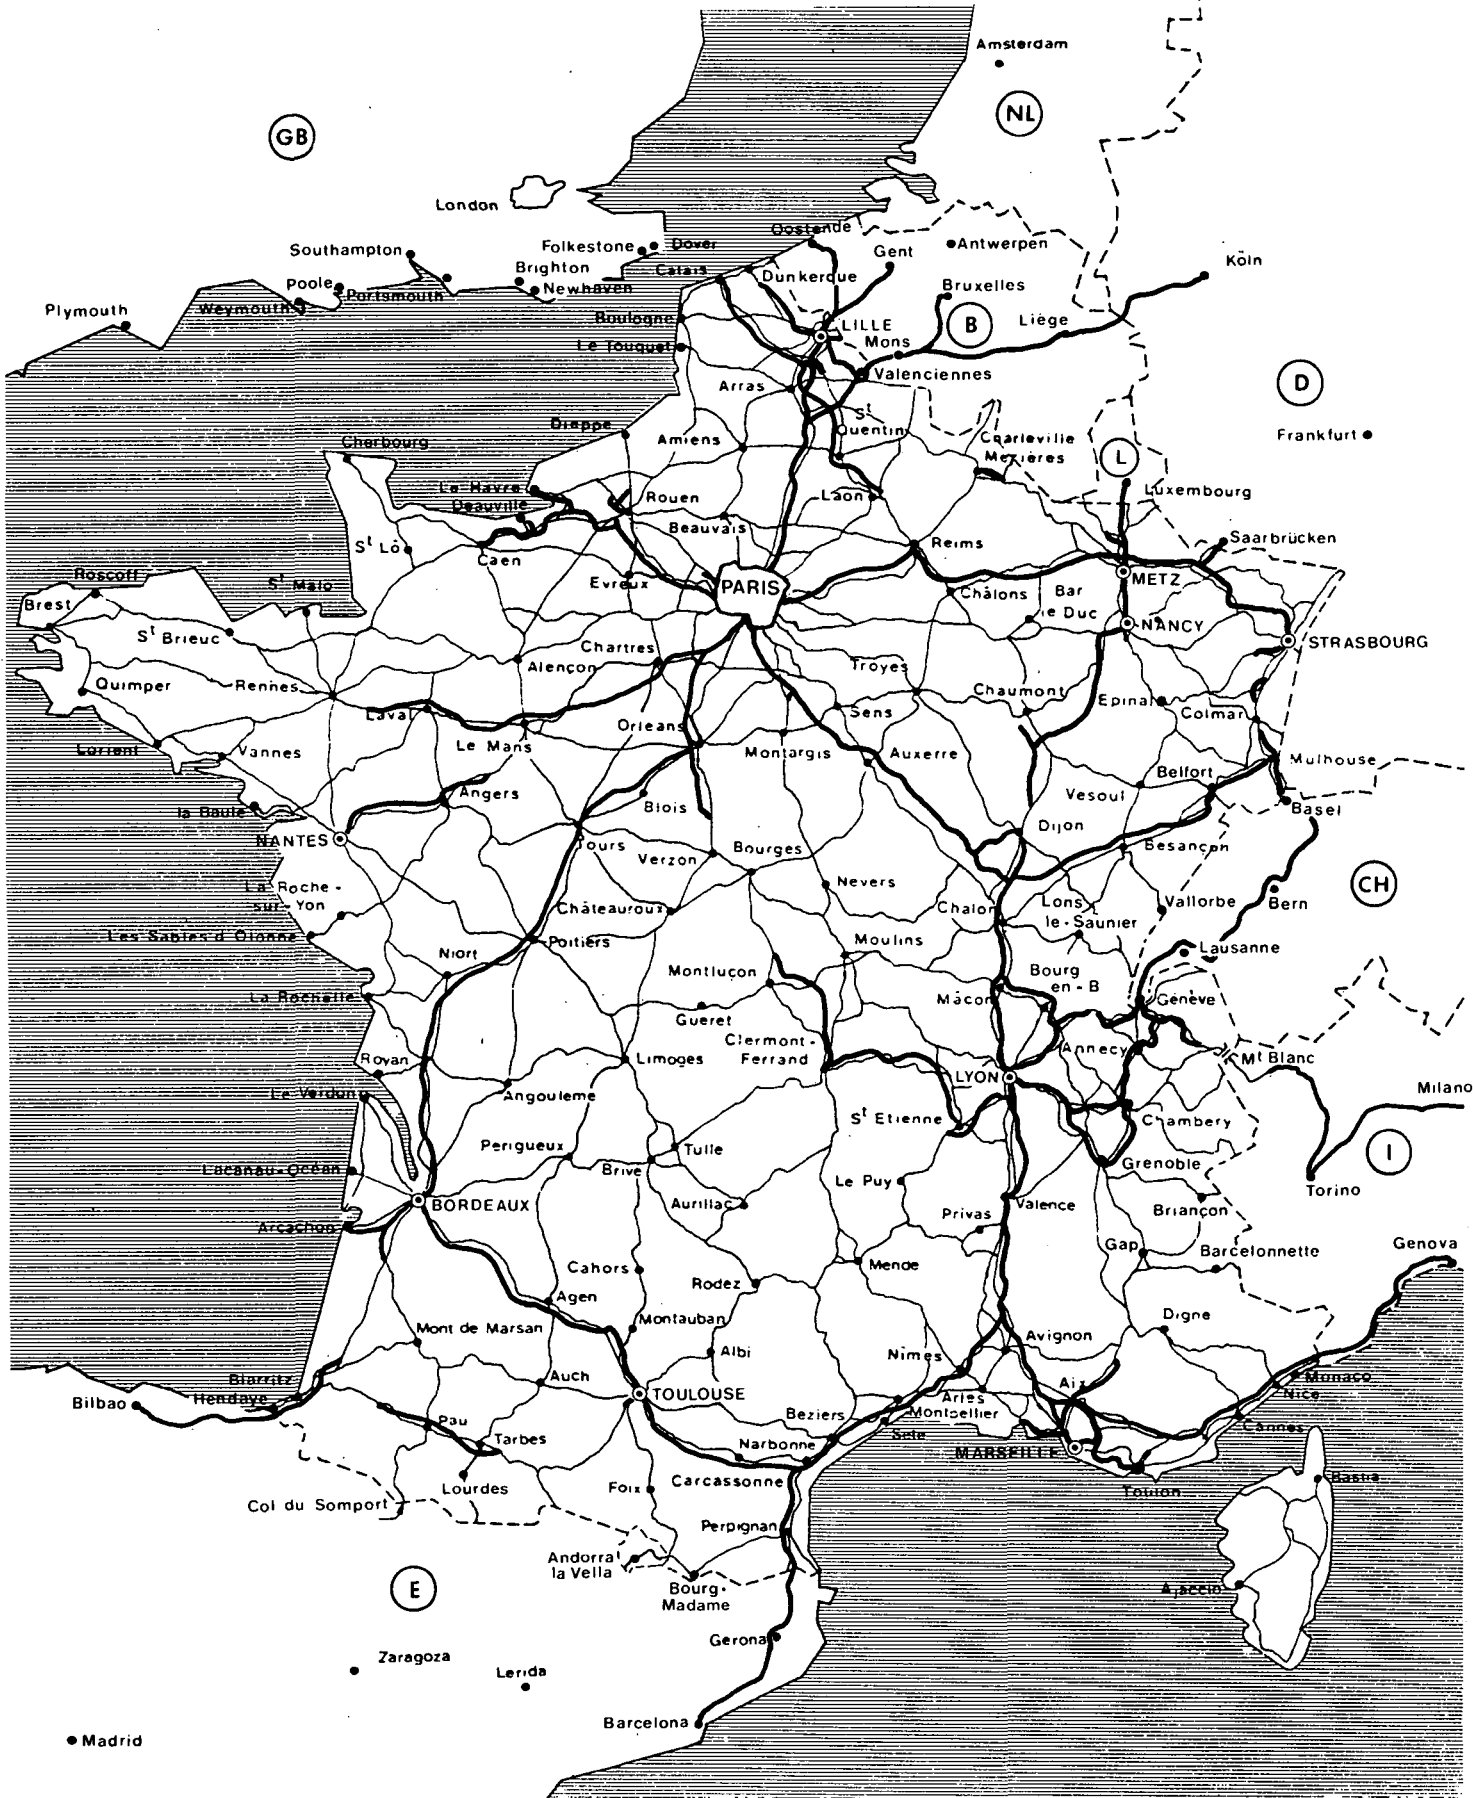 Amsterdam
NL
GB
London
Oostende
Southampton
Folkestone
Dover
Gent
Antwerpen
Calais
Dunkerque
Köln
Poole
Portsmouth
Brighton
Newhaven
Bruxelles
Plymouth
Weymouth
Boulogne
LILLE
B
Liège
Mons
Le Touquet
Valenciennes
Arras
D
St
Quentin
Dieppe
Amiens
Charleville
Mezières
Frankfurt
Cherbourg
L
Le Havre
Rouen
Laon
Luxembourg
Deauville
Beauvais
St Lô
Caen
Reims
Saarbrücken
Roscoff
St Malo
Evreux
PARIS
METZ
Châlons
Bar
le Duc
Brest
St Brieuc
NANCY
STRASBOURG
Chartres
Alençon
Troyes
Quimper
Rennes
Chaumont
Epinal
Colmar
Laval
Orleans
Sens
Lorient
Vannes
Le Mans
Montargis
Auxerre
Mulhouse
Belfort
Angers
Blois
Vesoul
Basel
la Baule
Dijon
NANTES
Tours
Verzon
Bourges
Besançon
La Roche-
sur-Yon
Nevers
CH
Châteauroux
Chalon
Lons
le-Saunier
Vallorbe
Bern
Les Sables d'Olonne
Poitiers
Niort
Moulins
Lausanne
Montluçon
Bourg
en-B
La Rochelle
Mâcon
Génève
Gueret
Clermont-
Ferrand
Royan
Limoges
Annecy
Mt Blanc
LYON
Milano
Le Verdun
Angouleme
St Etienne
Chambery
Perigueux
Tulle
I
Brive
Lacanau-Océan
Le Puy
Grenoble
Torino
BORDEAUX
Aurillac
Valence
Briançon
Arcachon
Privas
Gap
Barcelonnette
Genova
Cahors
Rodez
Mende
Agen
Mont de Marsan
Montauban
Digne
Albi
Nîmes
Avignon
Biarritz
Auch
Aix
Monaco
Bilbao
Hendaye
TOULOUSE
Arles
Nice
Pau
Beziers
Montpellier
Cannes
Tarbes
Narbonne
Sete
MARSEILLE
Lourdes
Foix
Carcassonne
Toulon
Bastia
Col du Somport
Perpignan
Andorra
la Vella
E
Bourg-
Madame
Ajaccio
Gerona
Zaragoza
Lerida
Barcelona
Madrid